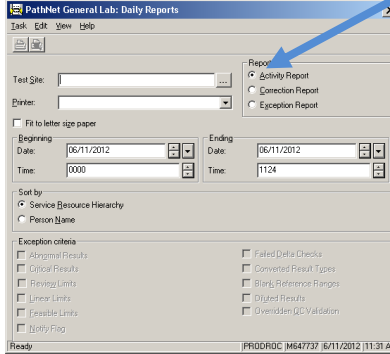 PathNet General Lab: Daily Reports
Task Edit View Help
Report
Test Site: ...
Activity Report
Correction Report
Printer:
Exception Report
Fit to letter size paper
Beginning
Ending
Date: 06/11/2012
Date: 06/11/2012
Time: 0000
Time: 1124
Sort by
Service Resource Hierarchy
Person Name
Exception criteria
Abnormal Results
Failed Delta Checks
Critical Results
Converted Result Types
Review Limits
Blank Reference Ranges
Linear Limits
Diluted Results
Feasible Limits
Overridden QC Validation
Notify Flag
Ready
PRODROC M647737 6/11/2012 11:31 A